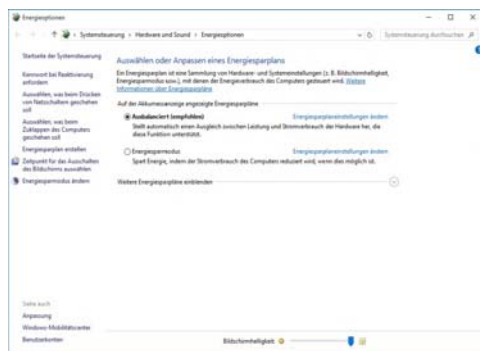 Energieoptionen
Systemsteuerung > Hardware und Sound > Energieoptionen
Systemsteuerung durchsuchen
Startseite der Systemsteuerung
Kennwort bei Reaktivierung
anfordern
Auswählen, was beim Drücken
von Netzschaltern geschehen
soll
Auswählen, was beim
Zuklappen des Computers
geschehen soll
Energiesparplan erstellen
Zeitpunkt für das Ausschalten
des Bildschirms auswählen
Energiesparmodus ändern
Siehe auch
Anpassung
Windows-Mobilitätscenter
Benutzerkonten
Auswählen oder Anpassen eines Energiesparplans
Ein Energiesparplan ist eine Sammlung von Hardware- und Systemeinstellungen (z. B. Bildschirmhelligkeit,
Energiesparmodus usw.), mit denen der Energieverbrauch des Computers gesteuert wird. Weitere
Informationen über Energiesparpläne
Auf der Akkumessanzeige angezeigte Energiesparpläne
Ausbalanciert (empfohlen) Energiesparplaneinstellungen ändern
Stellt automatisch einen Ausgleich zwischen Leistung und Stromverbrauch der Hardware her, die
diese Funktion unterstützt.
Energiesparmodus Energiesparplaneinstellungen ändern
Spart Energie, indem der Stromverbrauch des Computers reduziert wird, wenn dies möglich ist.
Weitere Energiesparpläne einblenden
Bildschirmhelligkeit: